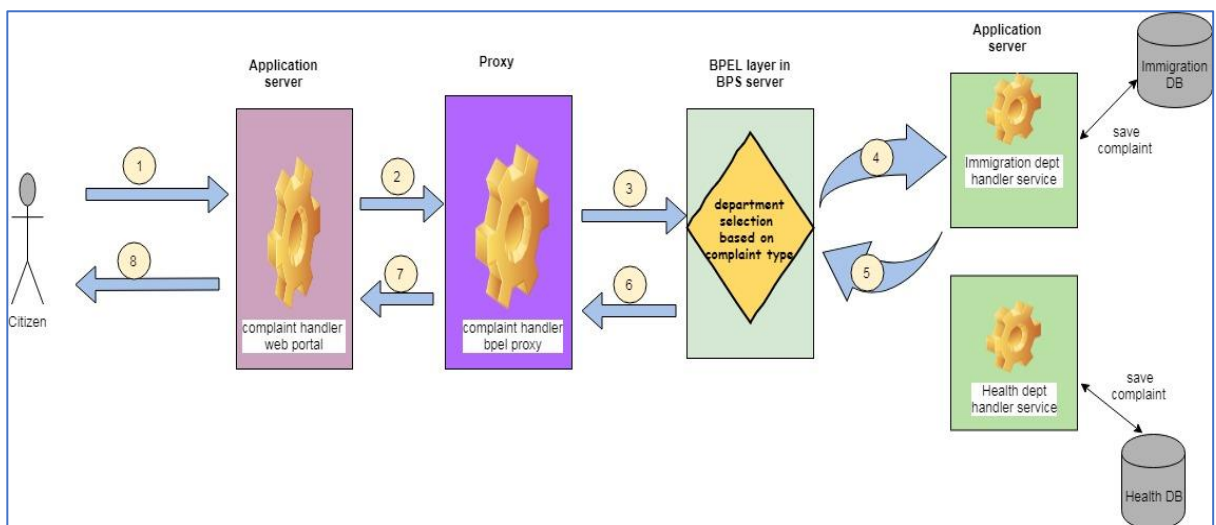 Application
server
Proxy
BPEL layer in
BPS server
Application
server
Immigration
DB
1
2
3
4
save
complaint
Immigration dept
handler service
department
selection
based on
complaint type
8
7
6
5
Citizen
complaint handler
web portal
complaint handler
bpel proxy
Health dept
handler service
save
complaint
Health DB